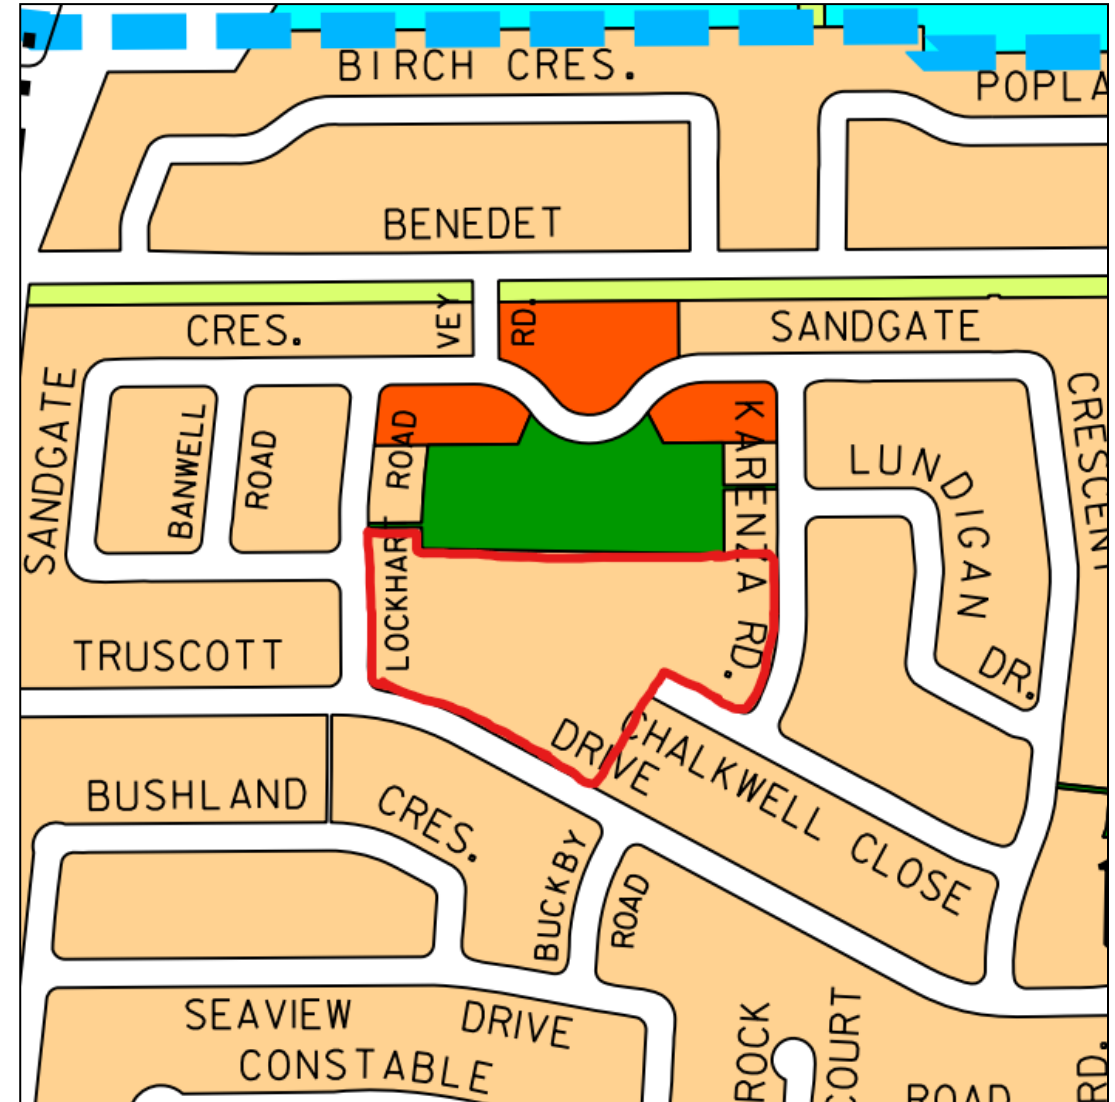 BIRCH CRES.
POPLA
BENEDET
VEY
RD.
CRES.
SANDGATE
SANDGATE
BANWELL
ROAD
ROAD
KARENZA RD.
LUNDIGAN
DR.
CRESCENT
LOCKHART
TRUSCOTT
DRIVE
CHALKWELL CLOSE
BUSHLAND
CRES.
BUCKBY
ROAD
SEAVIEW DRIVE
CONSTABLE
ROCK
COURT
ROAD
RD.